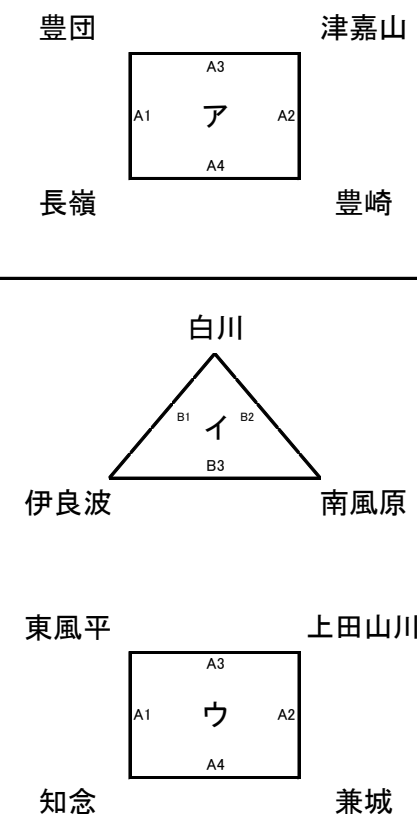 豊団 津嘉山
A3
A1 ア A2
A4
長嶺 豊崎
白川
B1 イ B2
B3
伊良波 南風原
東風平 上田山川
A3
A1 ウ A2
A4
知念 兼城